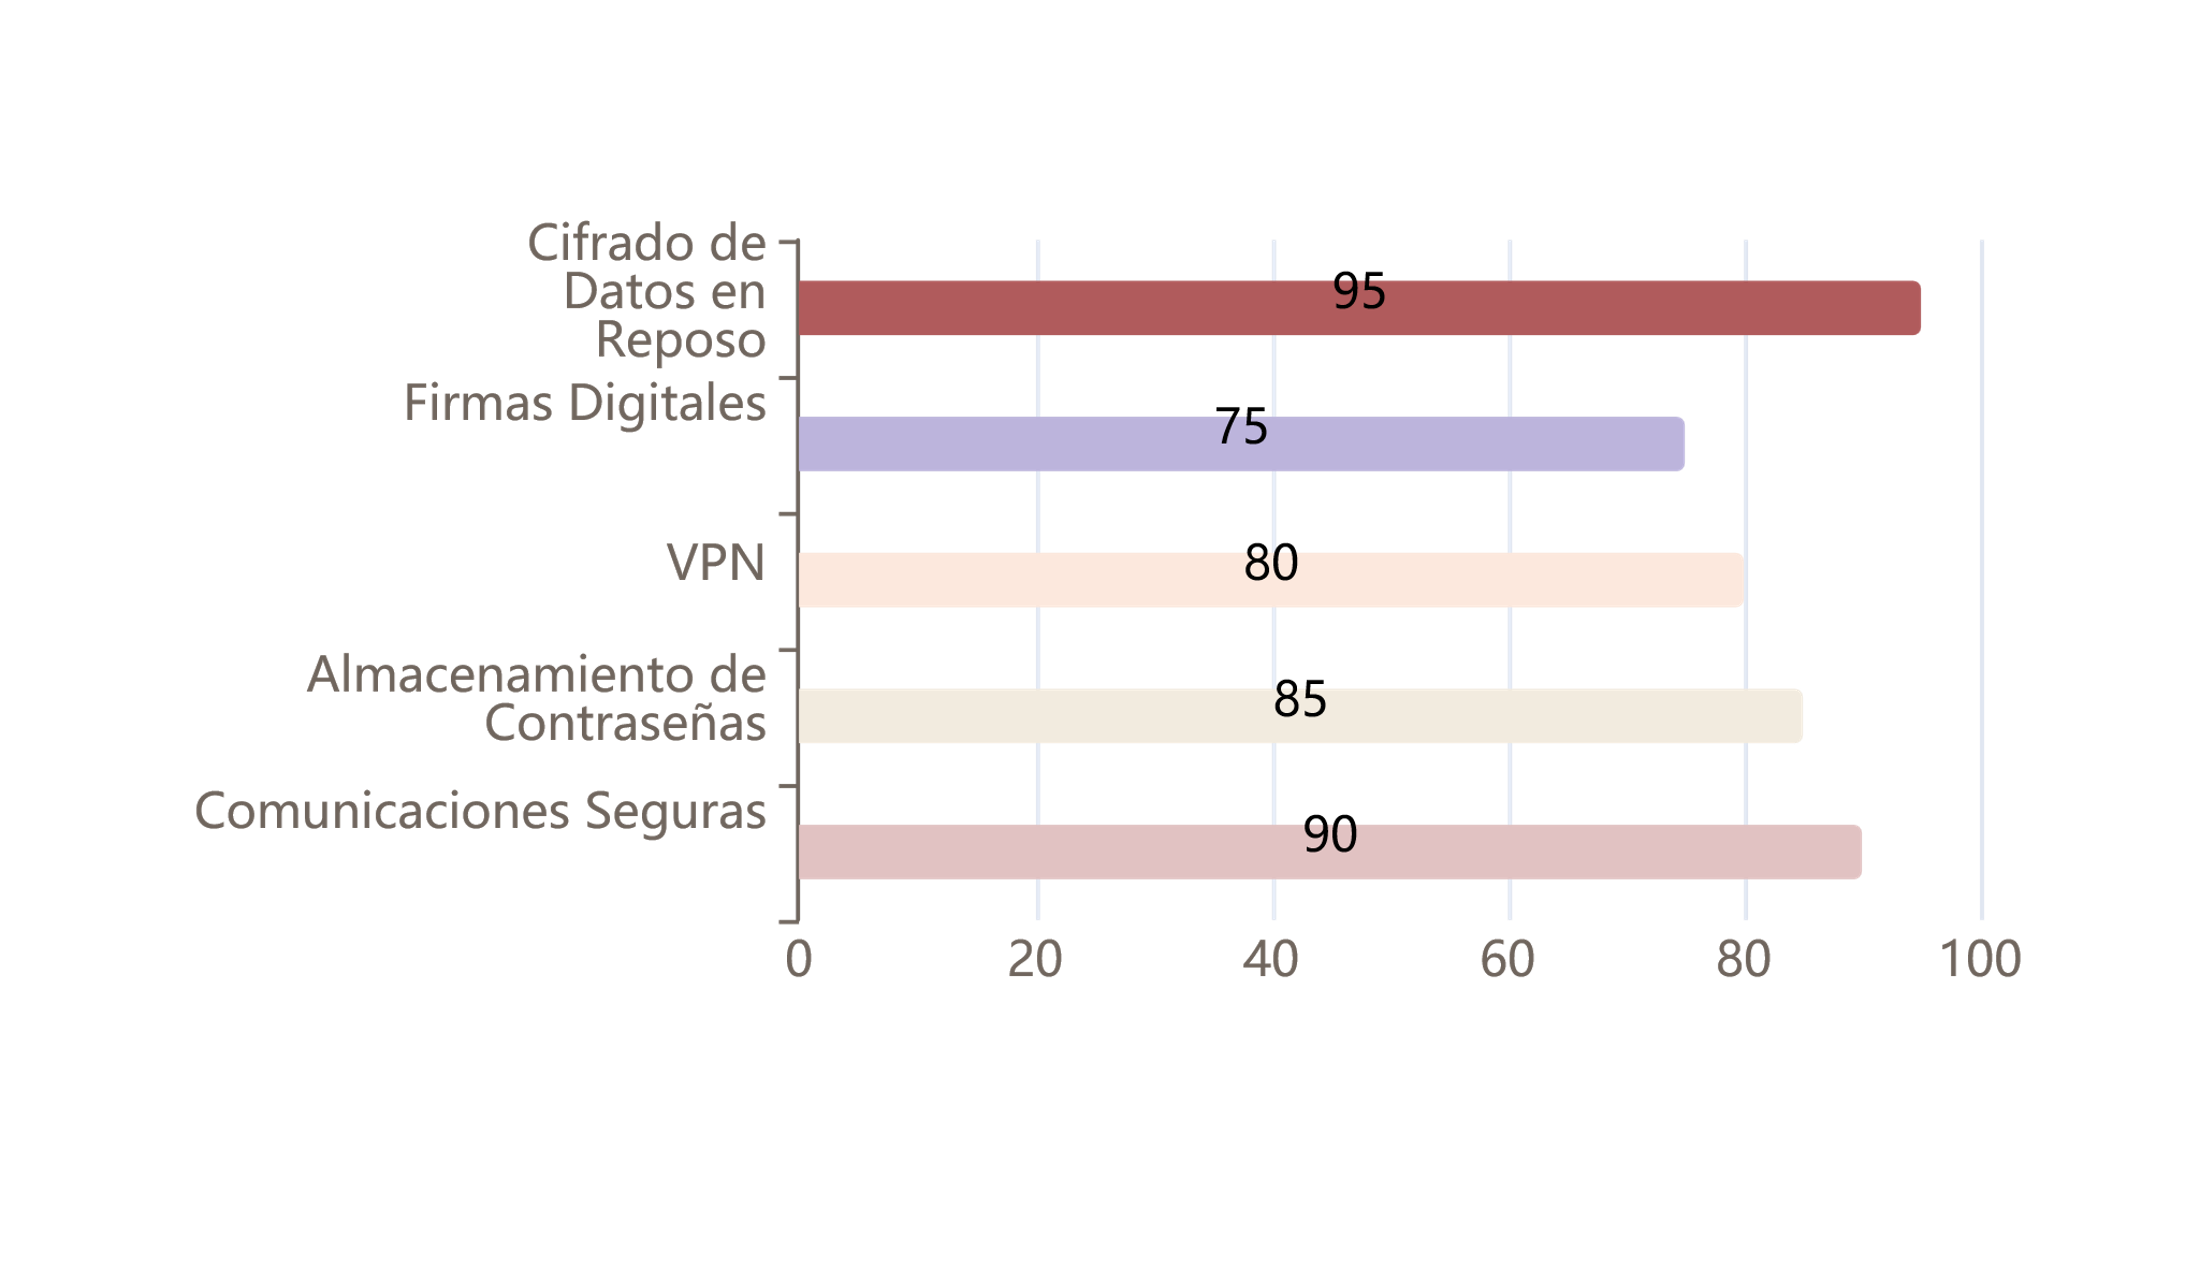 Cifrado de
Datos en
Reposo
95
Firmas Digitales
75
VPN
80
Almacenamiento de
Contraseñas
85
Comunicaciones Seguras
90
0 20 40 60 80 100